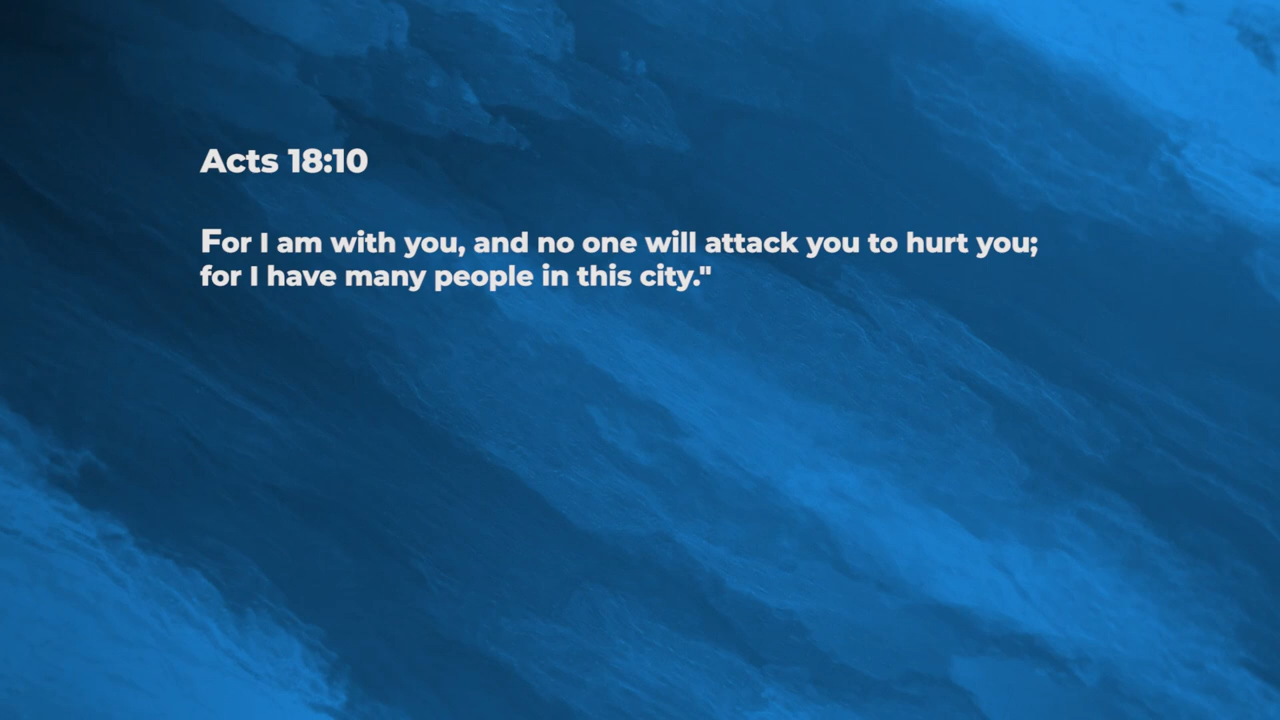 Acts 18:10
For I am with you, and no one will attack you to hurt you;
for I have many people in this city."